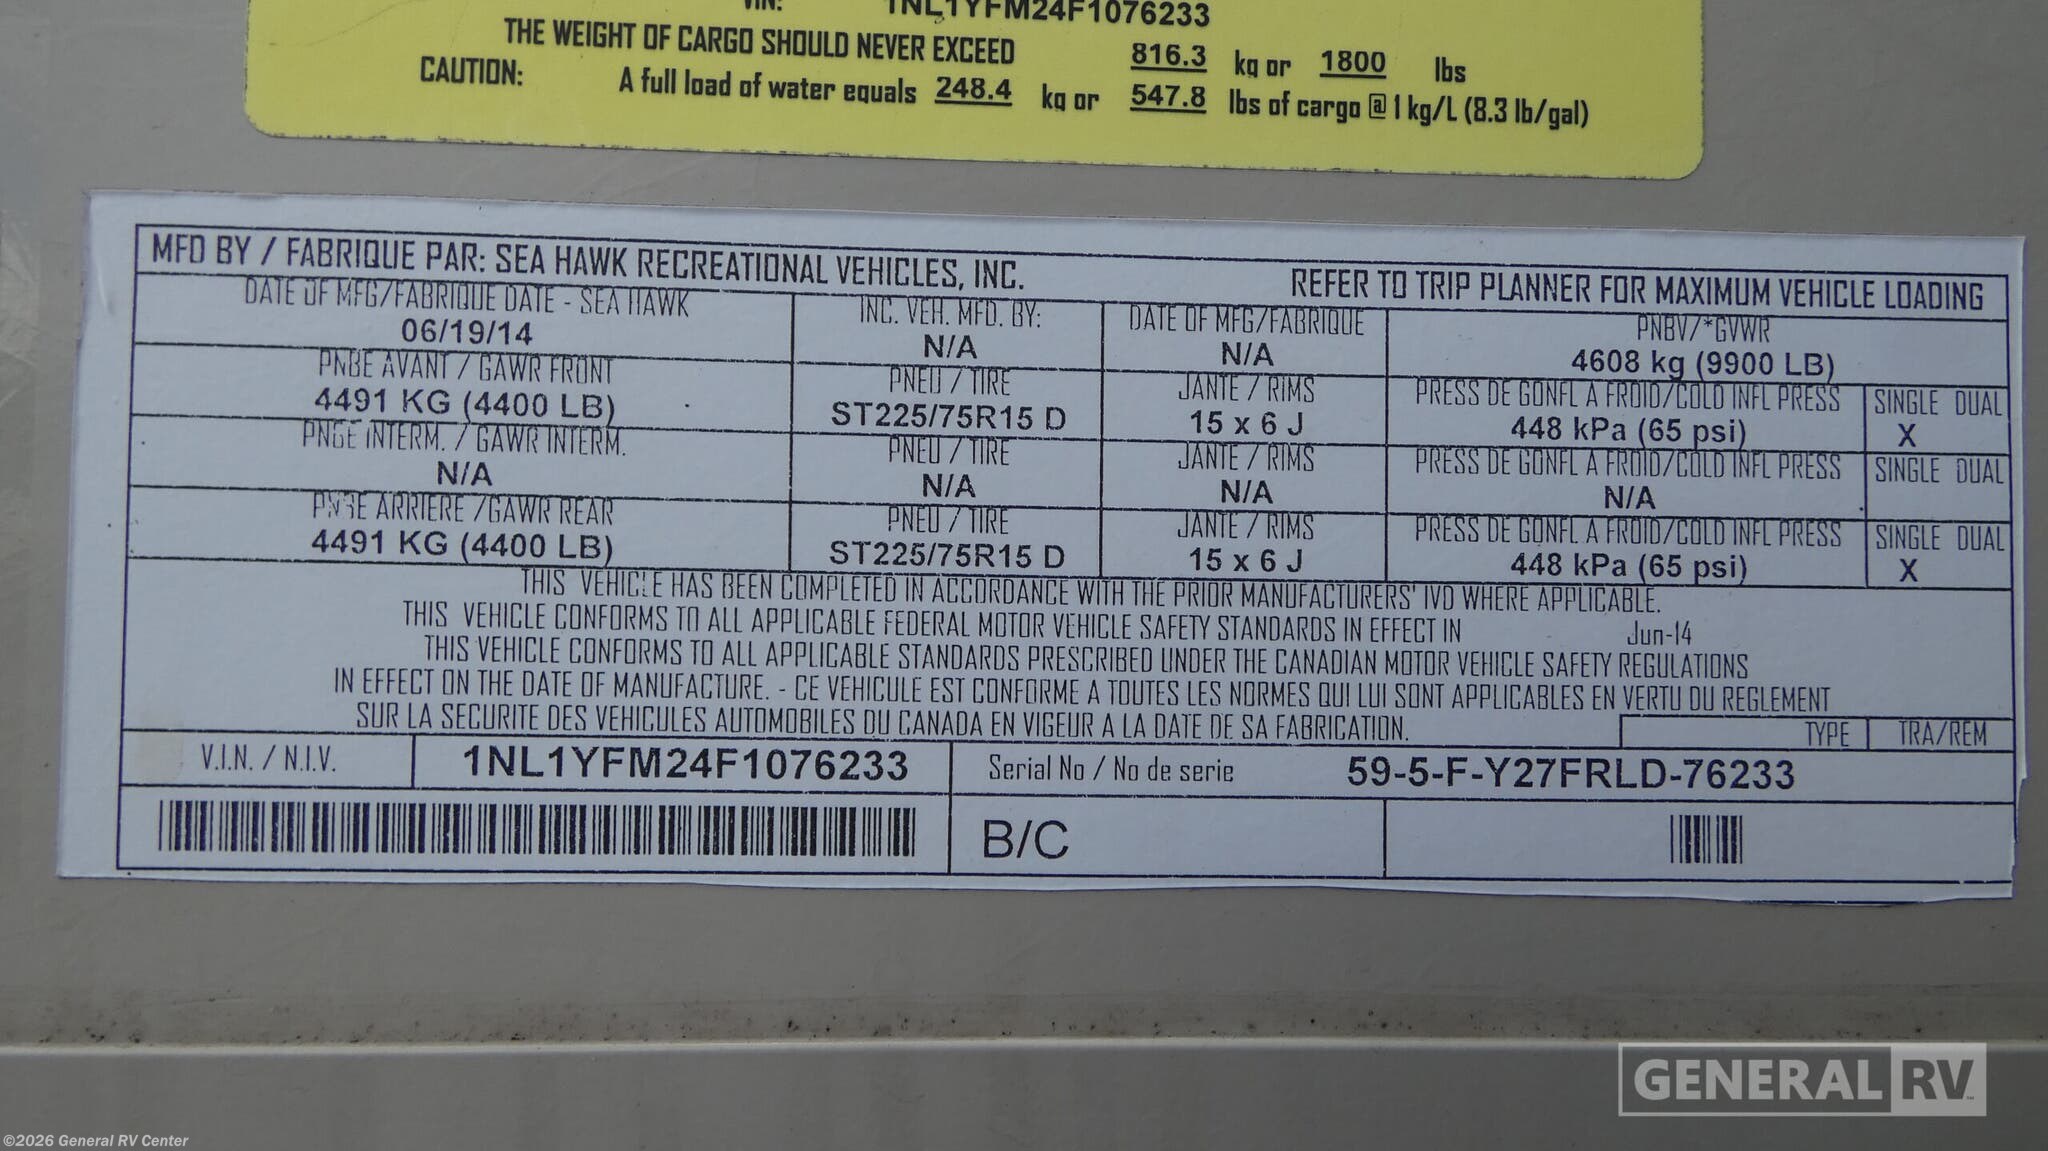 VIN: 1NL1YFM24F1076233
THE WEIGHT OF CARGO SHOULD NEVER EXCEED 816.3 kg or 1800 lbs
CAUTION: A full load of water equals 248.4 kg or 547.8 lbs of cargo @ 1 kg/L (8.3 lb/gal)
MFD BY / FABRIQUE PAR: SEA HAWK RECREATIONAL VEHICLES, INC. REFER TO TRIP PLANNER FOR MAXIMUM VEHICLE LOADING
DATE OF MFG/FABRIQUE DATE - SEA HAWK INC. VEH. MFD. BY: DATE OF MFG/FABRIQUE PNBV/*GVWR
06/19/14 N/A N/A 4608 kg (9900 LB)
PNBE AVANT / GAWR FRONT PNEU / TIRE JANTE / RIMS PRESS DE GONFL A FROID/COLD INFL PRESS SINGLE DUAL
4491 KG (4400 LB) ST225/75R15 D 15 x 6 J 448 kPa (65 psi) X
PNBE INTERM. / GAWR INTERM. PNEU / TIRE JANTE / RIMS PRESS DE GONFL A FROID/COLD INFL PRESS SINGLE DUAL
N/A N/A N/A N/A
PNBE ARRIERE /GAWR REAR PNEU / TIRE JANTE / RIMS PRESS DE GONFL A FROID/COLD INFL PRESS SINGLE DUAL
4491 KG (4400 LB) ST225/75R15 D 15 x 6 J 448 kPa (65 psi) X
THIS VEHICLE HAS BEEN COMPLETED IN ACCORDANCE WITH THE PRIOR MANUFACTURERS' IVD WHERE APPLICABLE.
THIS VEHICLE CONFORMS TO ALL APPLICABLE FEDERAL MOTOR VEHICLE SAFETY STANDARDS IN EFFECT IN Jun-14
THIS VEHICLE CONFORMS TO ALL APPLICABLE STANDARDS PRESCRIBED UNDER THE CANADIAN MOTOR VEHICLE SAFETY REGULATIONS
IN EFFECT ON THE DATE OF MANUFACTURE. - CE VEHICULE EST CONFORME A TOUTES LES NORMES QUI LUI SONT APPLICABLES EN VERTU DU REGLEMENT
SUR LA SECURITE DES VEHICULES AUTOMOBILES DU CANADA EN VIGEUR A LA DATE DE SA FABRICATION.
TYPE TRA/REM
V.I.N. / N.I.V. 1NL1YFM24F1076233 Serial No / No de serie 59-5-F-Y27FRLD-76233
B/C
GENERAL RV
©2026 General RV Center